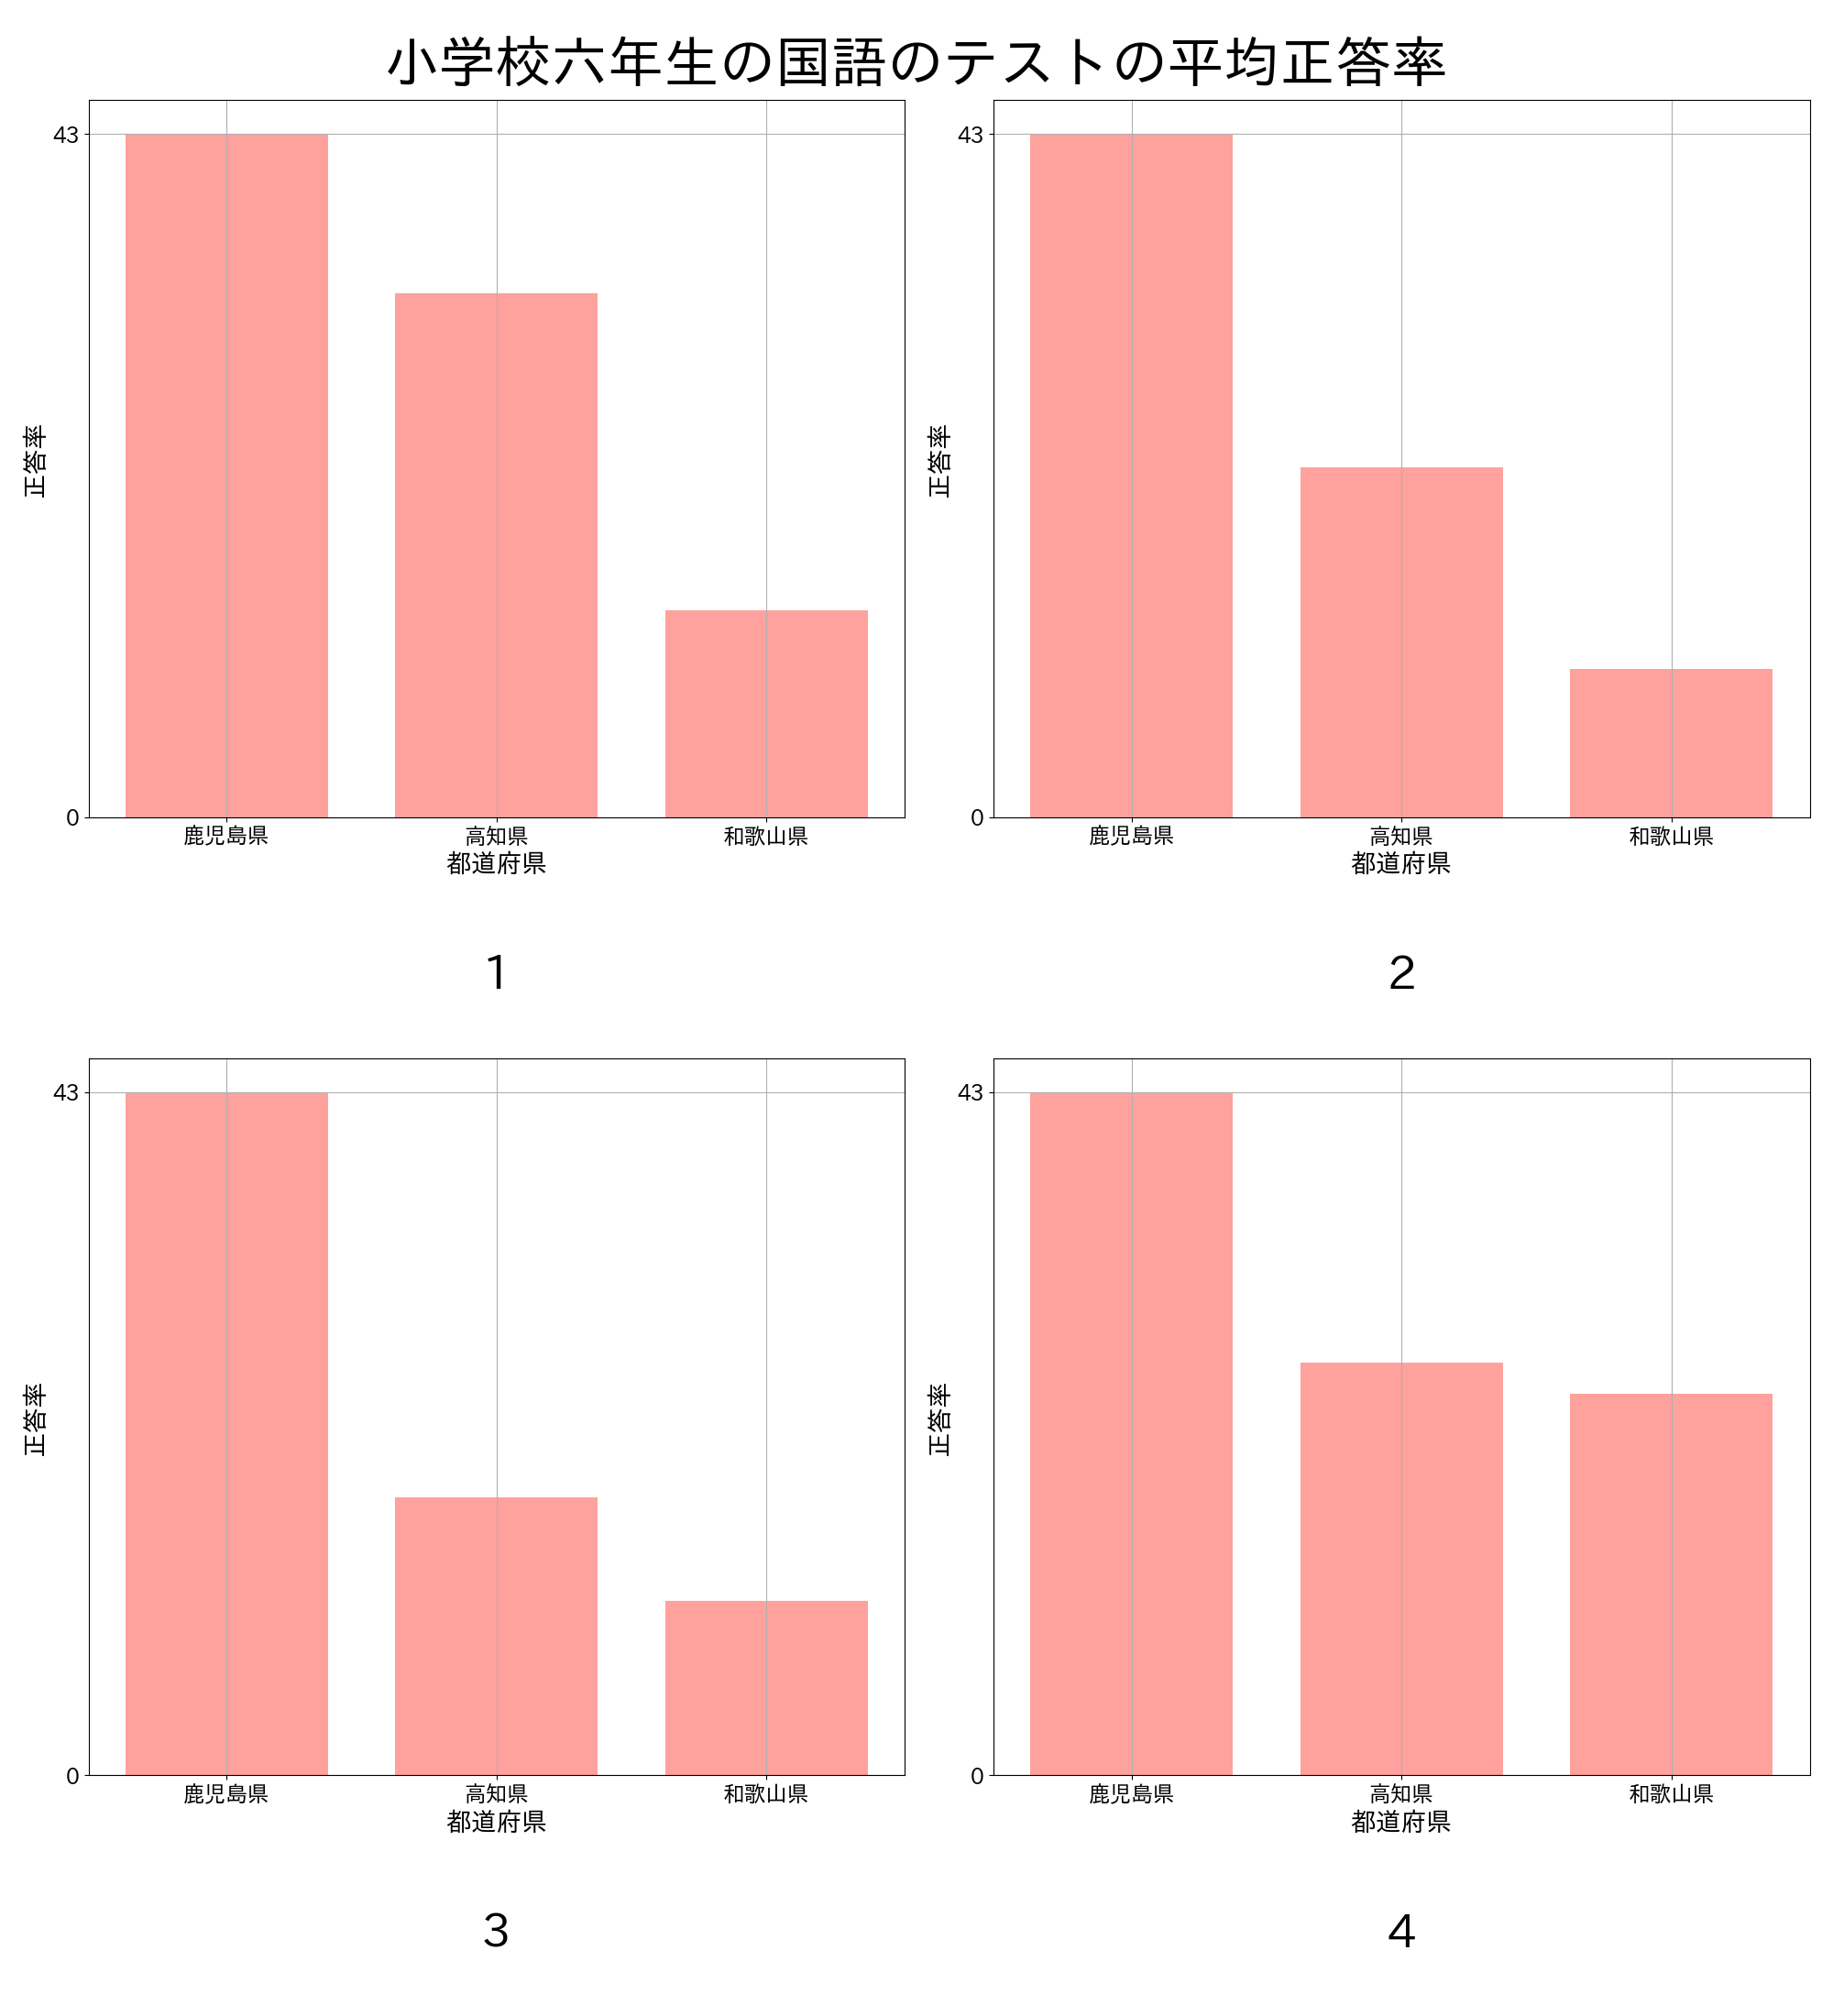 小学校六年生の国語のテストの平均正答率
43
0
正答率
鹿児島県 高知県 和歌山県
都道府県
1
43
0
正答率
鹿児島県 高知県 和歌山県
都道府県
2
43
0
正答率
鹿児島県 高知県 和歌山県
都道府県
3
43
0
正答率
鹿児島県 高知県 和歌山県
都道府県
4